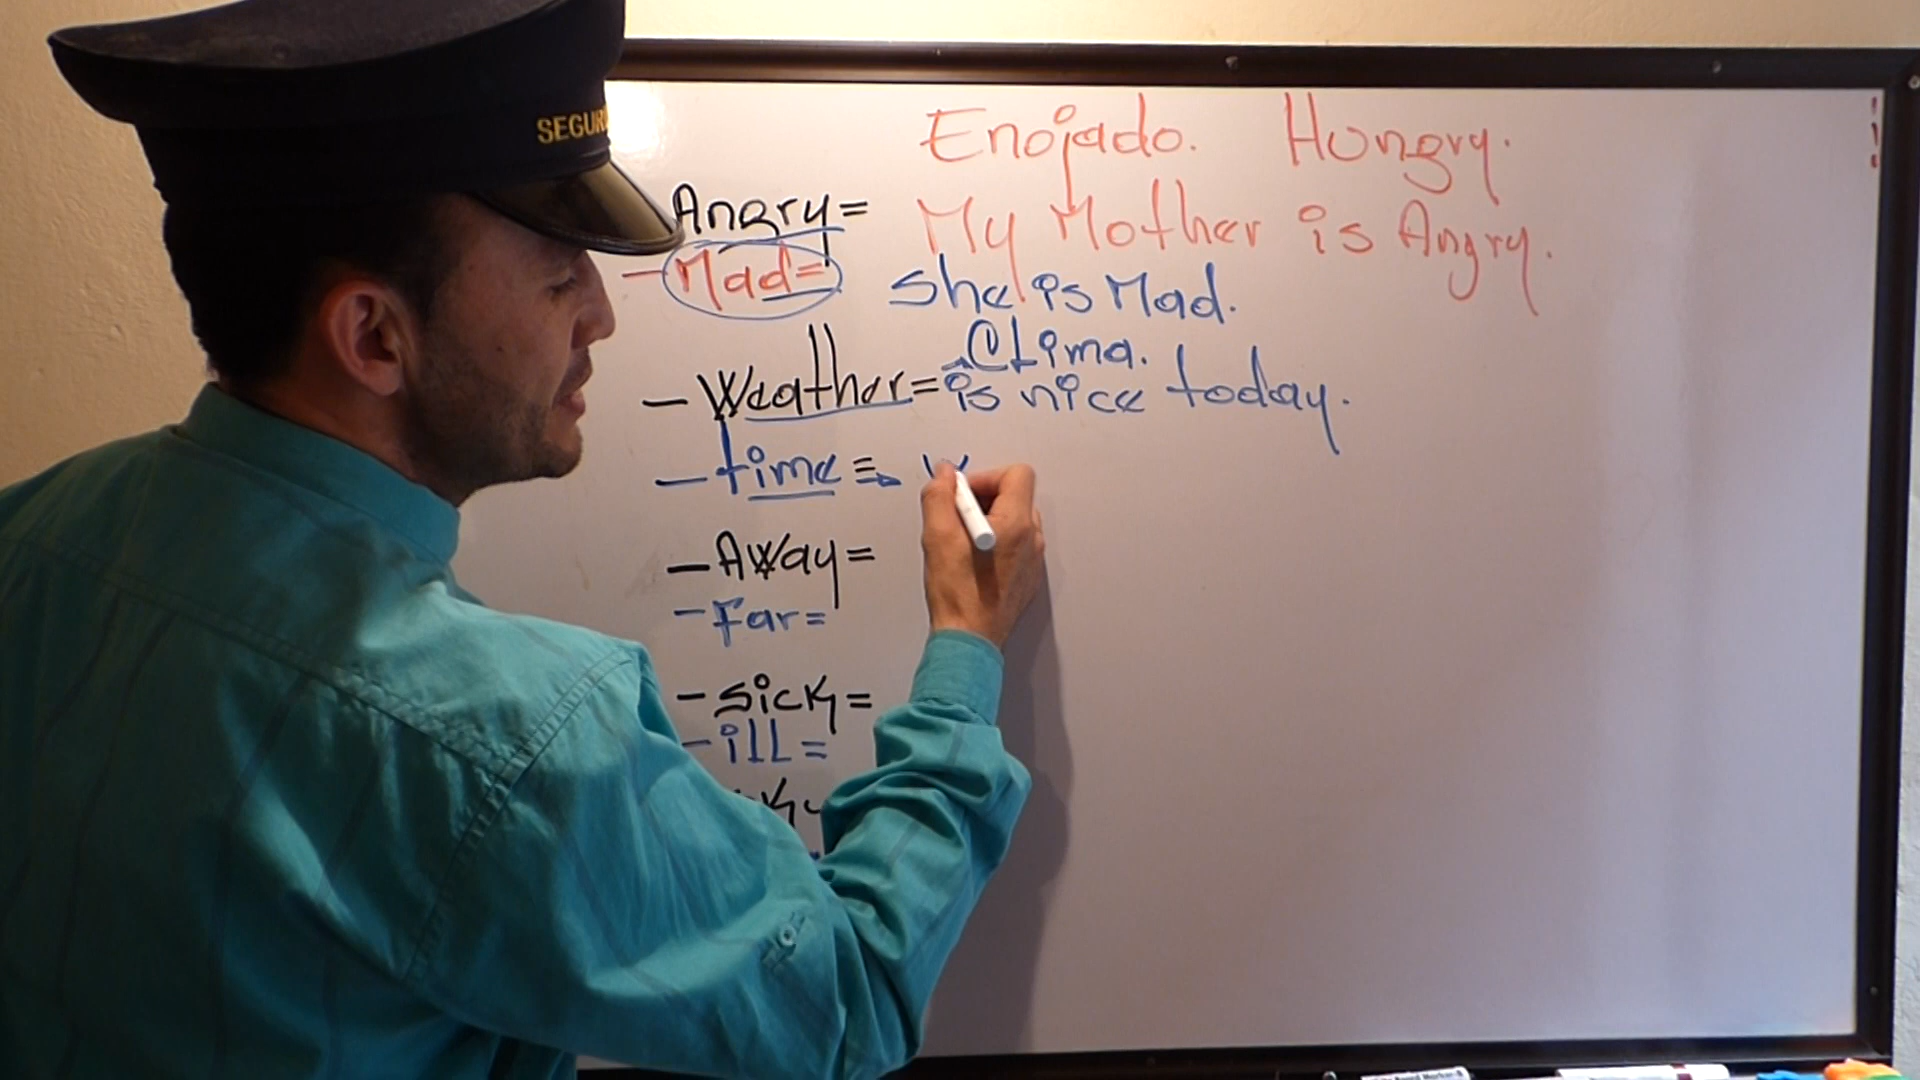 Enojado. Hungry.
Angry= My Mother is Angry.
-Mad= She is Mad.
Clima.
- Weather= is nice today.
- time =
- Away=
- Far=
- sick=
- ill=